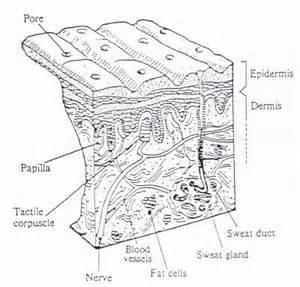 Pore
Epidermis
Dermis
Papilla
Tactile
corpuscle
Sweat duct
Blood
vessels
Sweat gland
Fat cells
Nerve